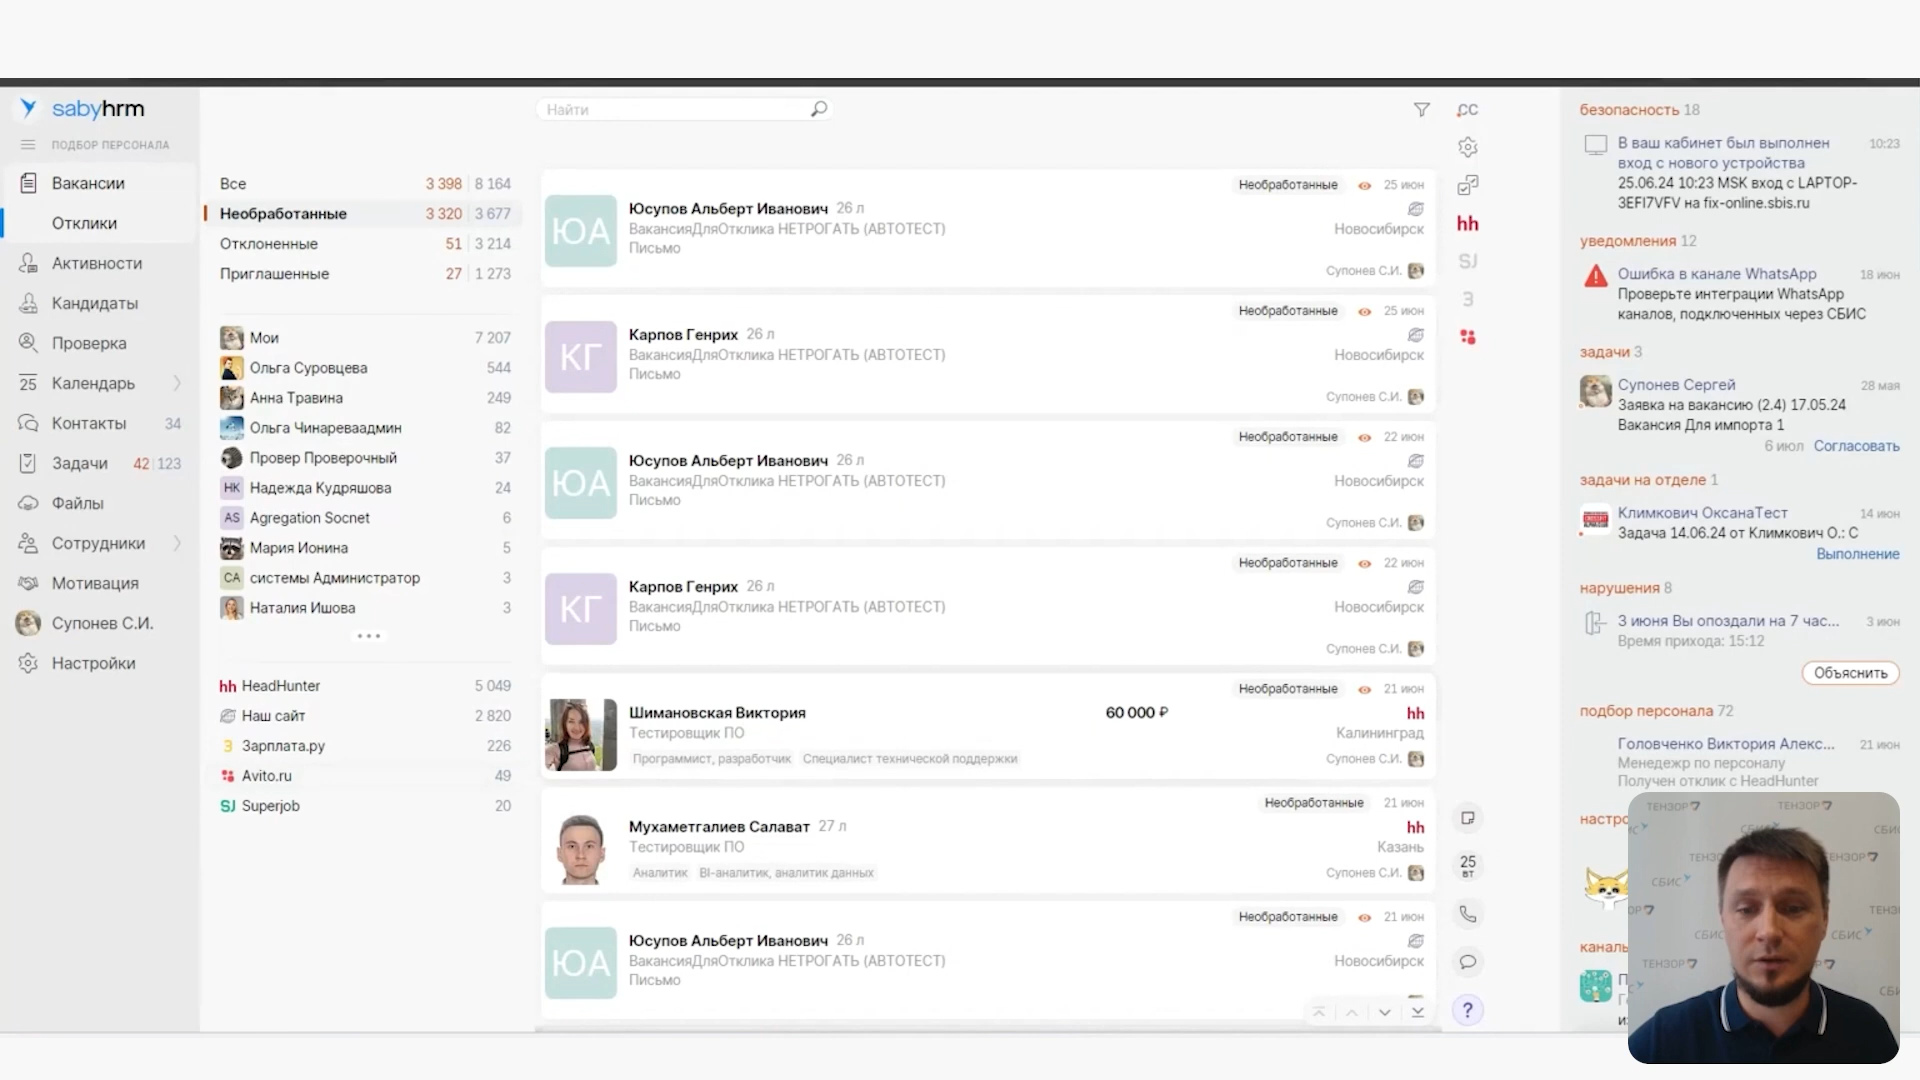 sabyhrm
ПОДБОР ПЕРСОНАЛА
Вакансии
Отклики
Активности
Кандидаты
Проверка
25 Календарь
Контакты 34
Задачи 42 123
Файлы
Сотрудники
Мотивация
Супонев С.И.
Настройки
Все 3 398 8 164
Необработанные 3 320 3 677
Отклоненные 51 3 214
Приглашенные 27 1 273
Мои 7 207
Ольга Суровцева 544
Анна Травина 249
Ольга Чинареваадмин 82
Провер Проверочный 37
НК Надежда Кудряшова 24
AS Agregation Socnet 6
Мария Ионина 5
СА системы Администратор 3
Наталия Ишова 3
hh HeadHunter 5 049
Наш сайт 2 820
З Зарплата.ру 226
Avito.ru 49
SJ Superjob 20
Найти
Необработанные 25 июн
ЮА
Юсупов Альберт Иванович 26 л
ВакансияДляОтклика НЕТРОГАТЬ (АВТОТЕСТ) Новосибирск
Письмо
Супонев С.И.
Необработанные 25 июн
КГ
Карпов Генрих 26 л
ВакансияДляОтклика НЕТРОГАТЬ (АВТОТЕСТ) Новосибирск
Письмо
Супонев С.И.
Необработанные 22 июн
ЮА
Юсупов Альберт Иванович 26 л
ВакансияДляОтклика НЕТРОГАТЬ (АВТОТЕСТ) Новосибирск
Письмо
Супонев С.И.
Необработанные 22 июн
КГ
Карпов Генрих 26 л
ВакансияДляОтклика НЕТРОГАТЬ (АВТОТЕСТ) Новосибирск
Письмо
Супонев С.И.
Необработанные 21 июн
Шимановская Виктория 60 000 ₽ hh
Тестировщик ПО Калининград
Программист, разработчик Специалист технической поддержки Супонев С.И.
Необработанные 21 июн
Мухаметгалиев Салават 27 л hh
Тестировщик ПО Казань
Аналитик BI-аналитик, аналитик данных Супонев С.И.
Необработанные 21 июн
ЮА
Юсупов Альберт Иванович 26 л
ВакансияДляОтклика НЕТРОГАТЬ (АВТОТЕСТ) Новосибирск
Письмо
СС
hh
SJ
З
25
ВТ
?
безопасность 18
В ваш кабинет был выполнен 10:23
вход с нового устройства
25.06.24 10:23 MSK вход с LAPTOP-
3EFI7VFV на fix-online.sbis.ru
уведомления 12
Ошибка в канале WhatsApp 18 июн
Проверьте интеграции WhatsApp
каналов, подключенных через СБИС
задачи 3
Супонев Сергей 28 мая
Заявка на вакансию (2.4) 17.05.24
Вакансия Для импорта 1
6 июл Согласовать
задачи на отделе 1
Климкович ОксанаТест 14 июн
Задача 14.06.24 от Климкович О.: С
Выполнение
нарушения 8
3 июня Вы опоздали на 7 час... 3 июн
Время прихода: 15:12
Объяснить
подбор персонала 72
Головченко Виктория Алекс... 21 июн
Менедежр по персоналу
Получен отклик с HeadHunter
настро
каналь
ТЕНЗОР ТЕНЗОР
СБИС
СБИС СБИС
ТЕНЗОР